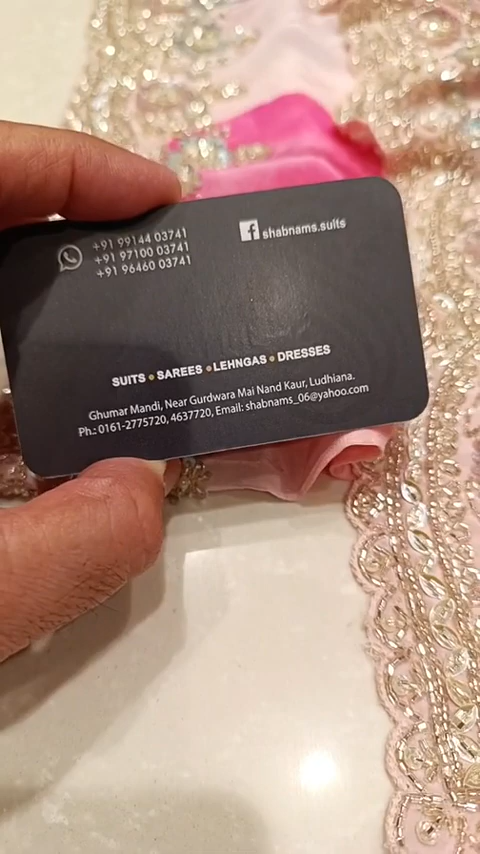 +91 99144 03741
+91 97100 03741
+91 96460 03741
f shabnams.suits
SUITS • SAREES • LEHNGAS • DRESSES
Ghumar Mandi, Near Gurdwara Mai Nand Kaur, Ludhiana.
Ph.: 0161-2775720, 4637720, Email: shabnams_06@yahoo.com